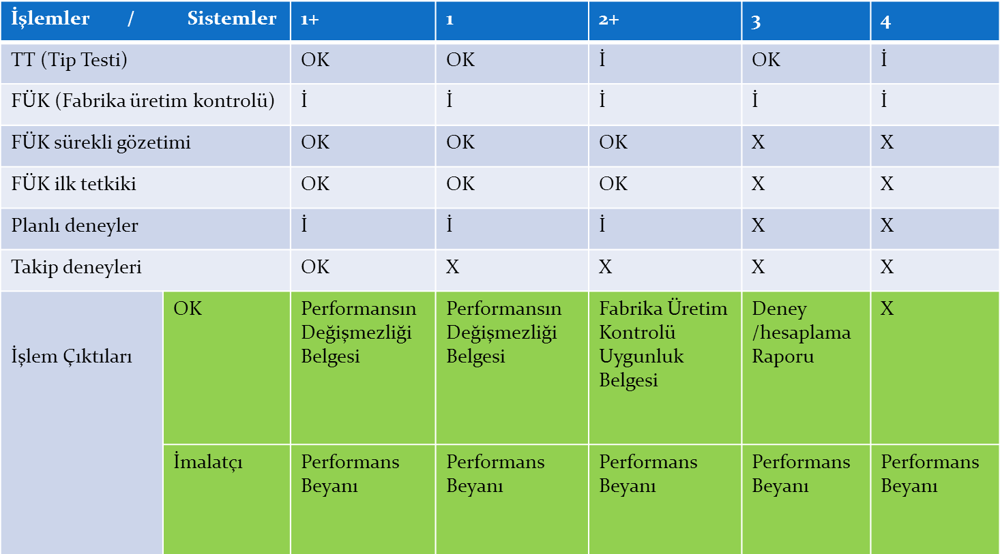 İşlemler / Sistemler 1+ 1 2+ 3 4
TT (Tip Testi) OK OK İ OK İ
FÜK (Fabrika üretim kontrolü) İ İ İ İ İ
FÜK sürekli gözetimi OK OK OK X X
FÜK ilk tetkiki OK OK OK X X
Planlı deneyler İ İ İ X X
Takip deneyleri OK X X X X
İşlem Çıktıları
OK
Performansın
Değişmezliği
Belgesi
Performansın
Değişmezliği
Belgesi
Fabrika Üretim
Kontrolü
Uygunluk
Belgesi
Deney
/hesaplama
Raporu
X
İmalatçı
Performans
Beyanı
Performans
Beyanı
Performans
Beyanı
Performans
Beyanı
Performans
Beyanı